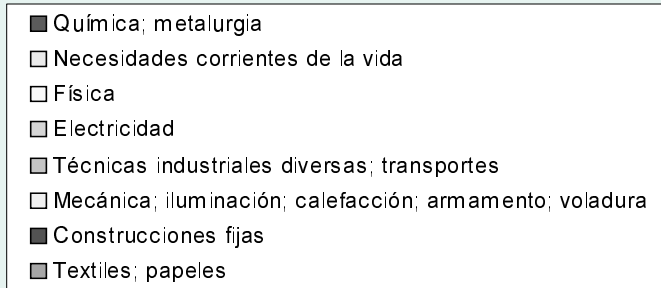 Química; metalurgia
Necesidades corrientes de la vida
Física
Electricidad
Técnicas industriales diversas; transportes
Mecánica; iluminación; calefacción; armamento; voladura
Construcciones fijas
Textiles; papeles